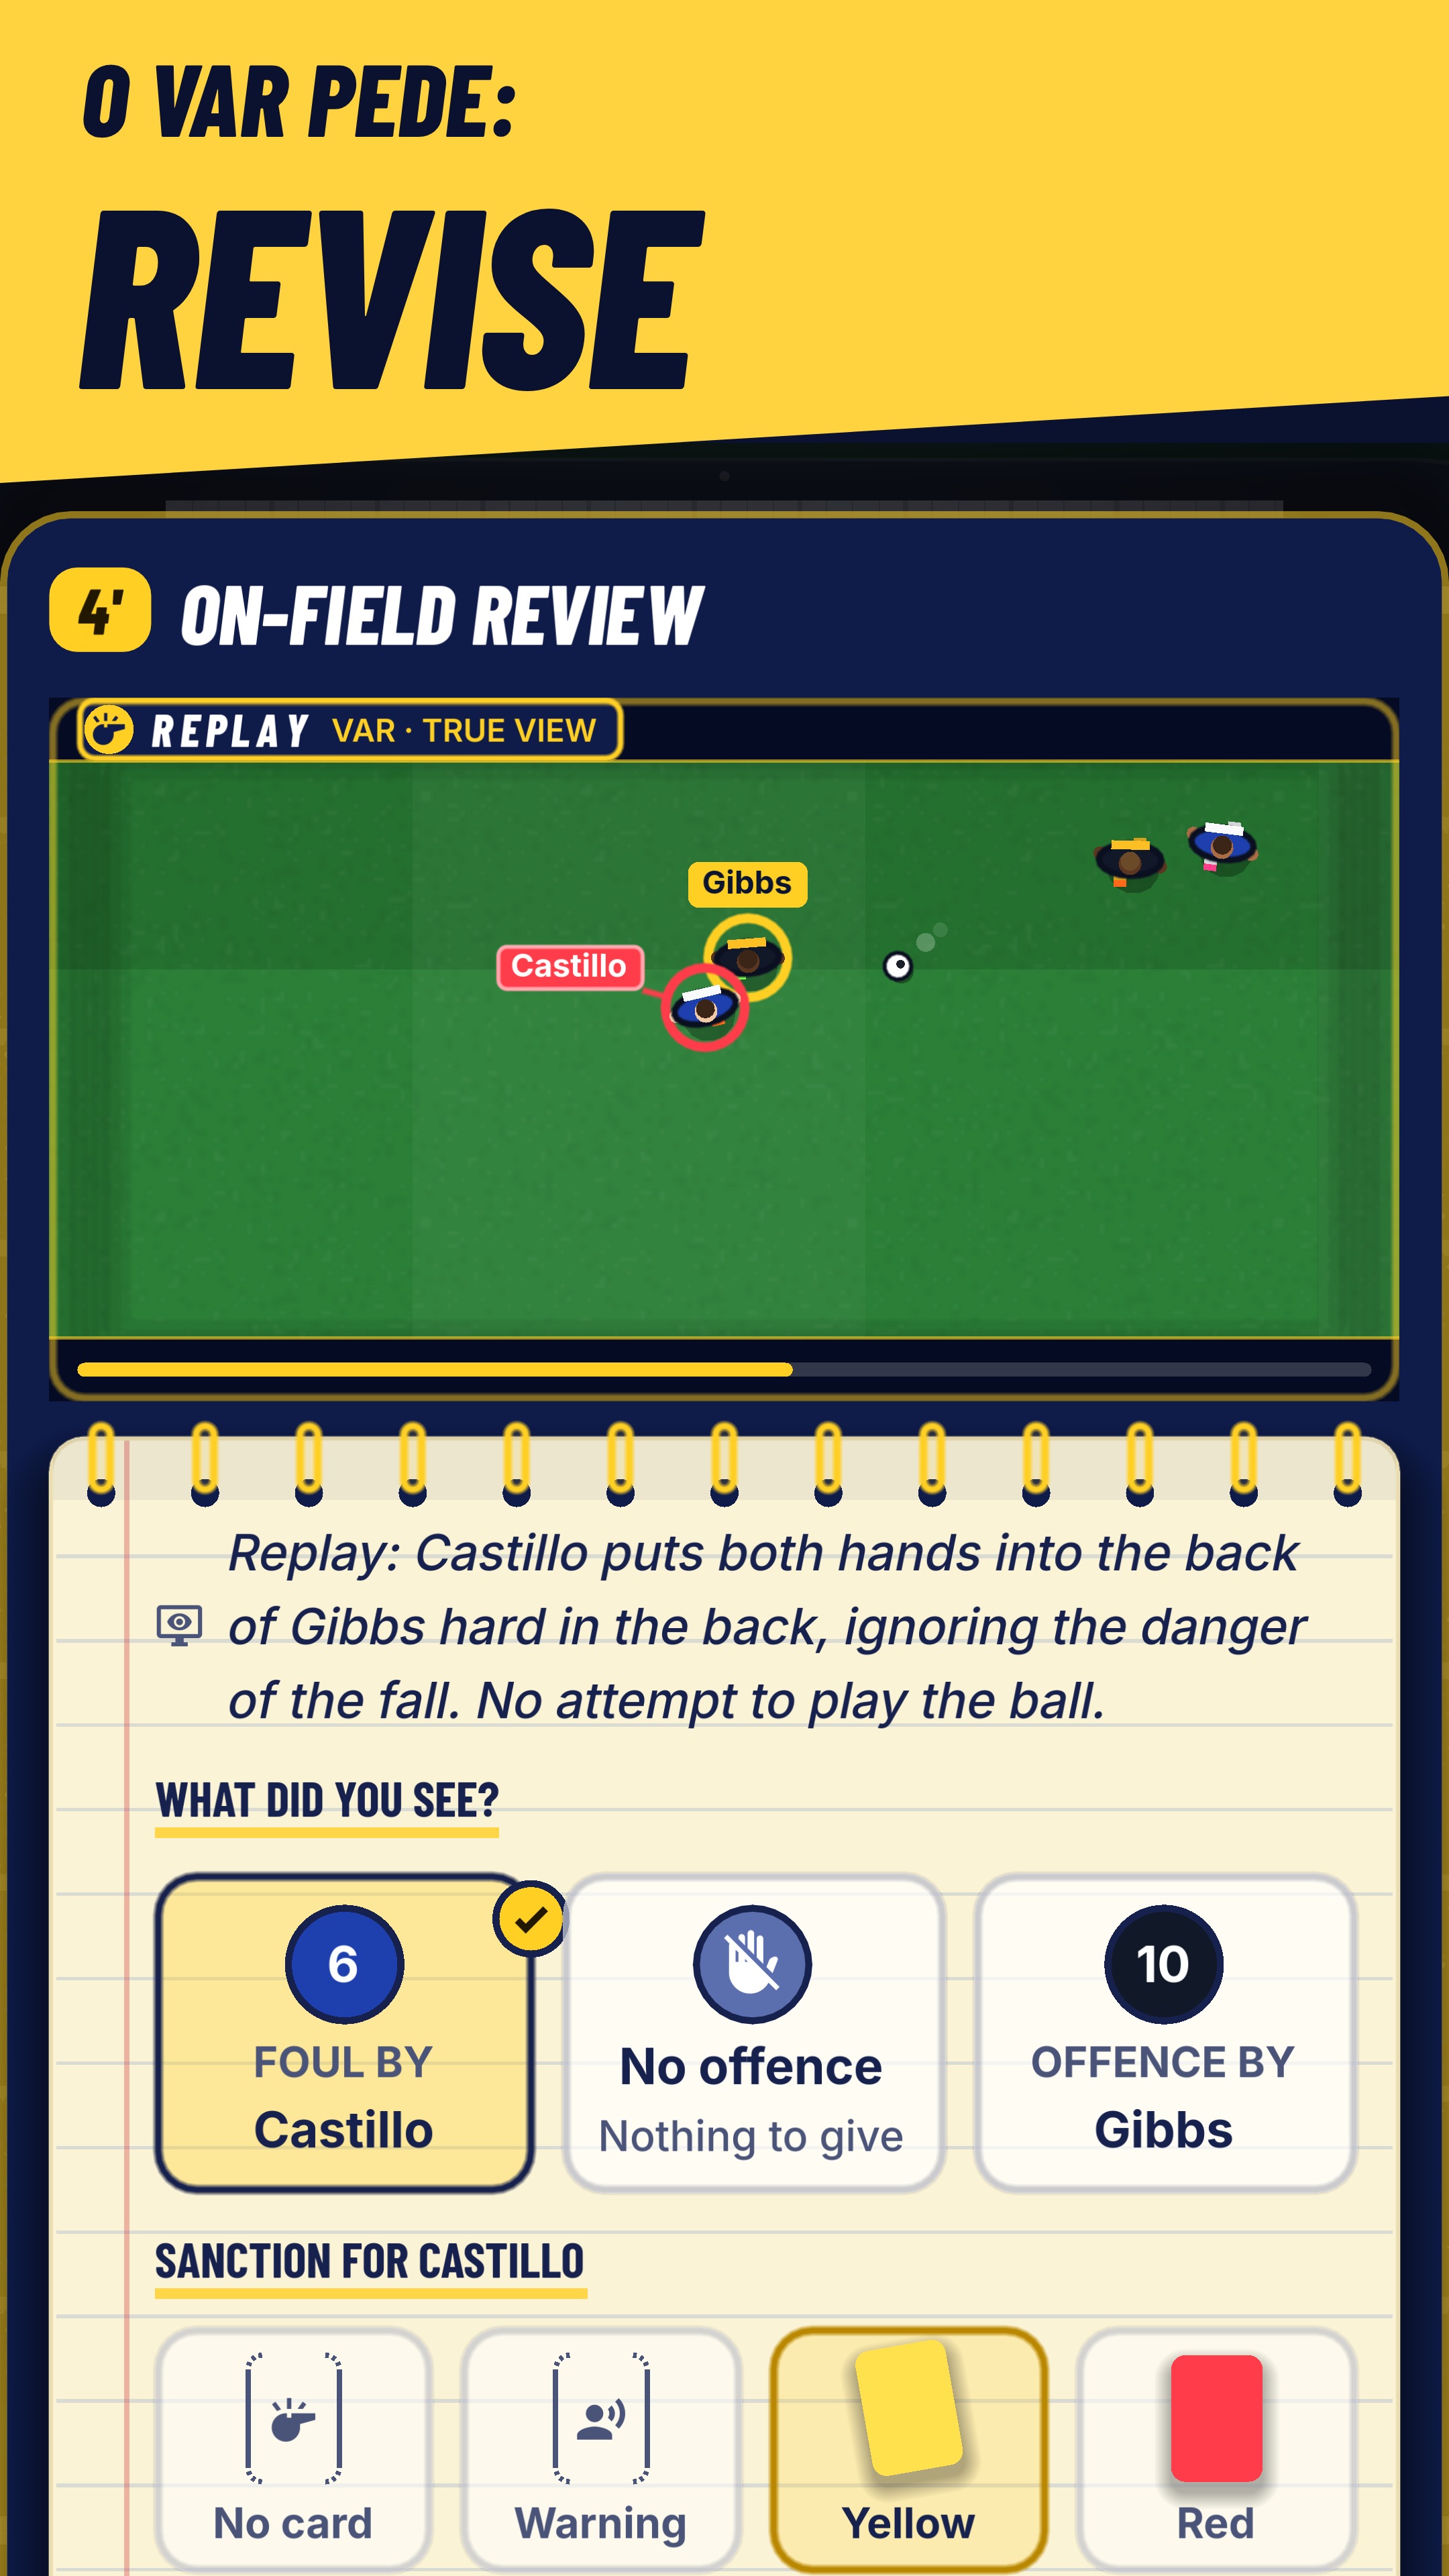 O VAR PEDE:
REVISE
4' ON-FIELD REVIEW
REPLAY VAR · TRUE VIEW
Gibbs
Castillo
Replay: Castillo puts both hands into the back
of Gibbs hard in the back, ignoring the danger
of the fall. No attempt to play the ball.
WHAT DID YOU SEE?
6
FOUL BY
Castillo
No offence
Nothing to give
10
OFFENCE BY
Gibbs
SANCTION FOR CASTILLO
No card
Warning
Yellow
Red